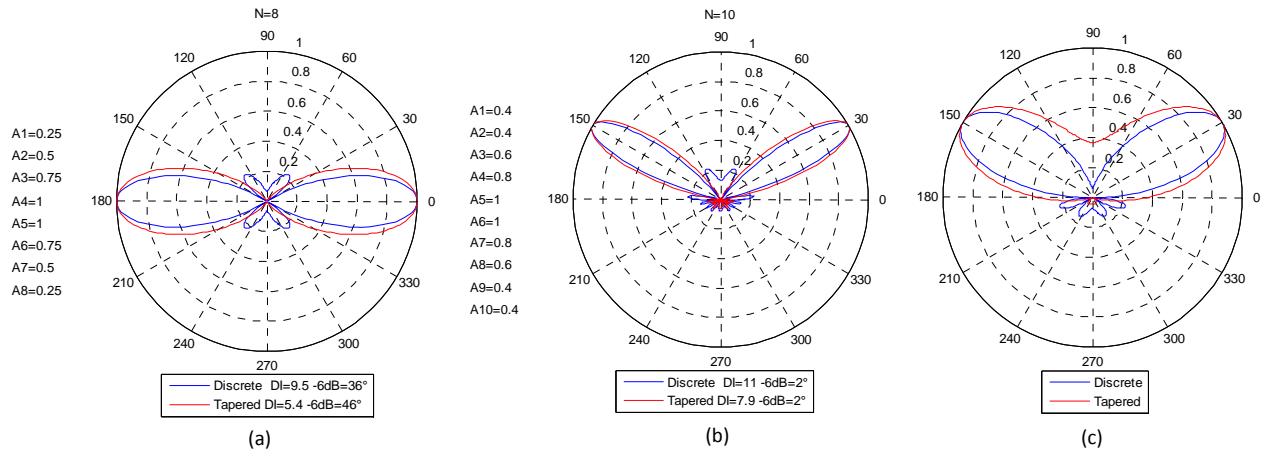 N=8
A1=0.25
A2=0.5
A3=0.75
A4=1
A5=1
A6=0.75
A7=0.5
A8=0.25
90
1
120
60
0.8
0.6
150
0.4
30
0.2
180
0
210
330
240
300
270
Discrete DI=9.5 -6dB=36°
Tapered DI=5.4 -6dB=46°
(a)
N=10
A1=0.4
A2=0.4
A3=0.6
A4=0.8
A5=1
A6=1
A7=0.8
A8=0.6
A9=0.4
A10=0.4
90
1
120
60
0.8
0.6
150
0.4
30
0.2
180
0
210
330
240
300
270
Discrete DI=11 -6dB=2°
Tapered DI=7.9 -6dB=2°
(b)
90
1
120
60
0.8
0.6
150
0.4
30
0.2
180
0
210
330
240
300
270
Discrete
Tapered
(c)